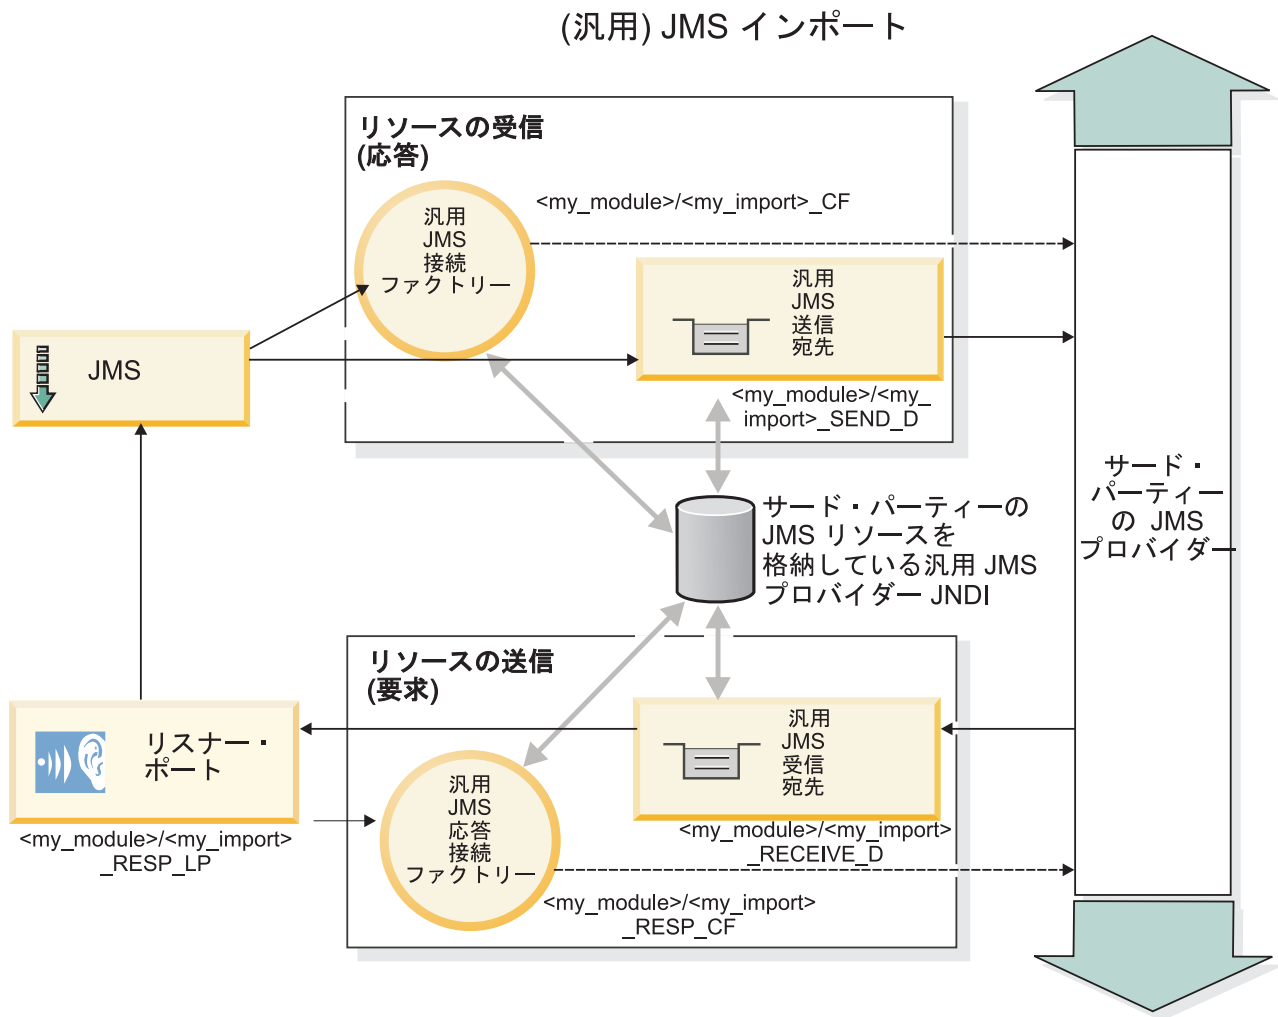 (汎用) JMS インポート
リソースの受信
(応答)
汎用
JMS
接続
ファクトリー
<my_module>/<my_import>_CF
汎用
JMS
送信
宛先
<my_module>/<my_
import>_SEND_D
JMS
サード・パーティーの
JMS リソースを
格納している汎用 JMS
プロバイダー JNDI
サード・
パーティー
の JMS
プロバイダー
リソースの送信
(要求)
汎用
JMS
受信
宛先
<my_module>/<my_import>
_RECEIVE_D
リスナー・
ポート
<my_module>/<my_import>
_RESP_LP
汎用
JMS
応答
接続
ファクトリー
<my_module>/<my_import>
_RESP_CF